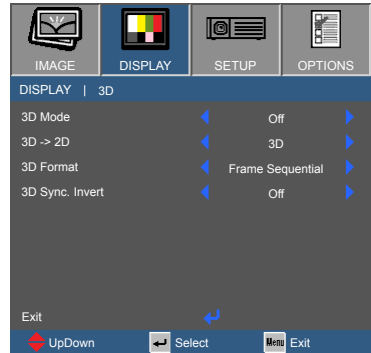 IMAGE DISPLAY SETUP OPTIONS
DISPLAY | 3D
3D Mode Off
3D -> 2D 3D
3D Format Frame Sequential
3D Sync. Invert Off
Exit
UpDown Select Menu Exit